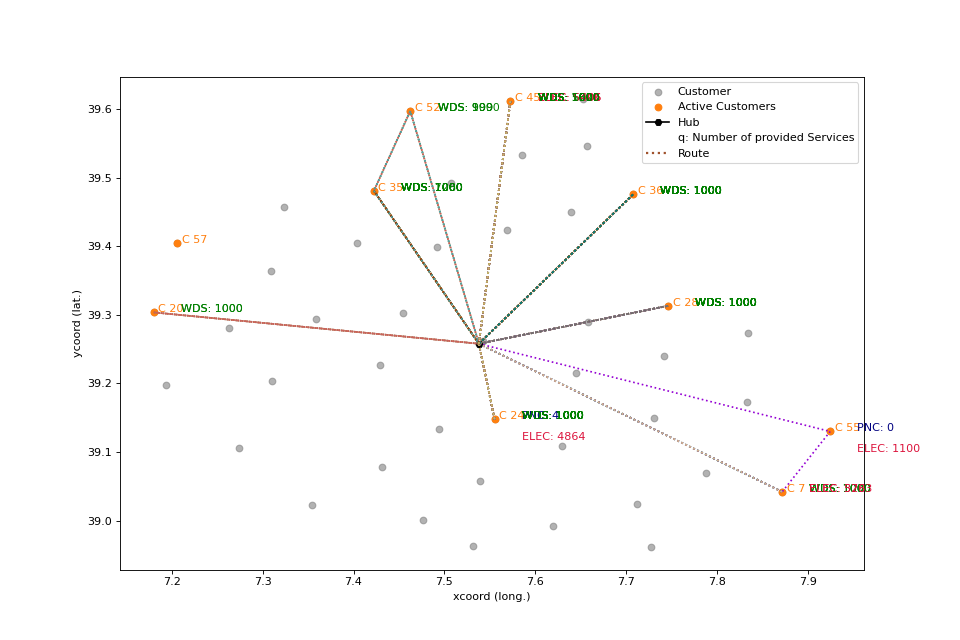 39.6
39.5
39.4
39.3
39.2
39.1
39.0
ycoord (lat.)
7.2
7.3
7.4
7.5
7.6
7.7
7.8
7.9
xcoord (long.)
Customer
Active Customers
Hub
q: Number of provided Services
Route
C 52
C 45
C 35
C 36
WDS: 1000
C 57
C 20
WDS: 1000
C 28
WDS: 1000
C 24
ELEC: 4864
C 55
PNC: 0
ELEC: 1100
C 7